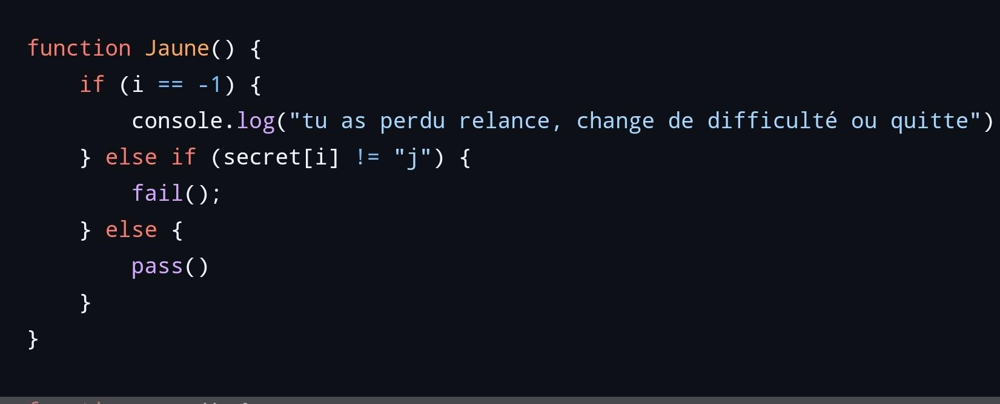 function Jaune() {
    if (i == -1) {
        console.log("tu as perdu relance, change de difficulté ou quitte")
    } else if (secret[i] != "j") {
        fail();
    } else {
        pass()
    }
}